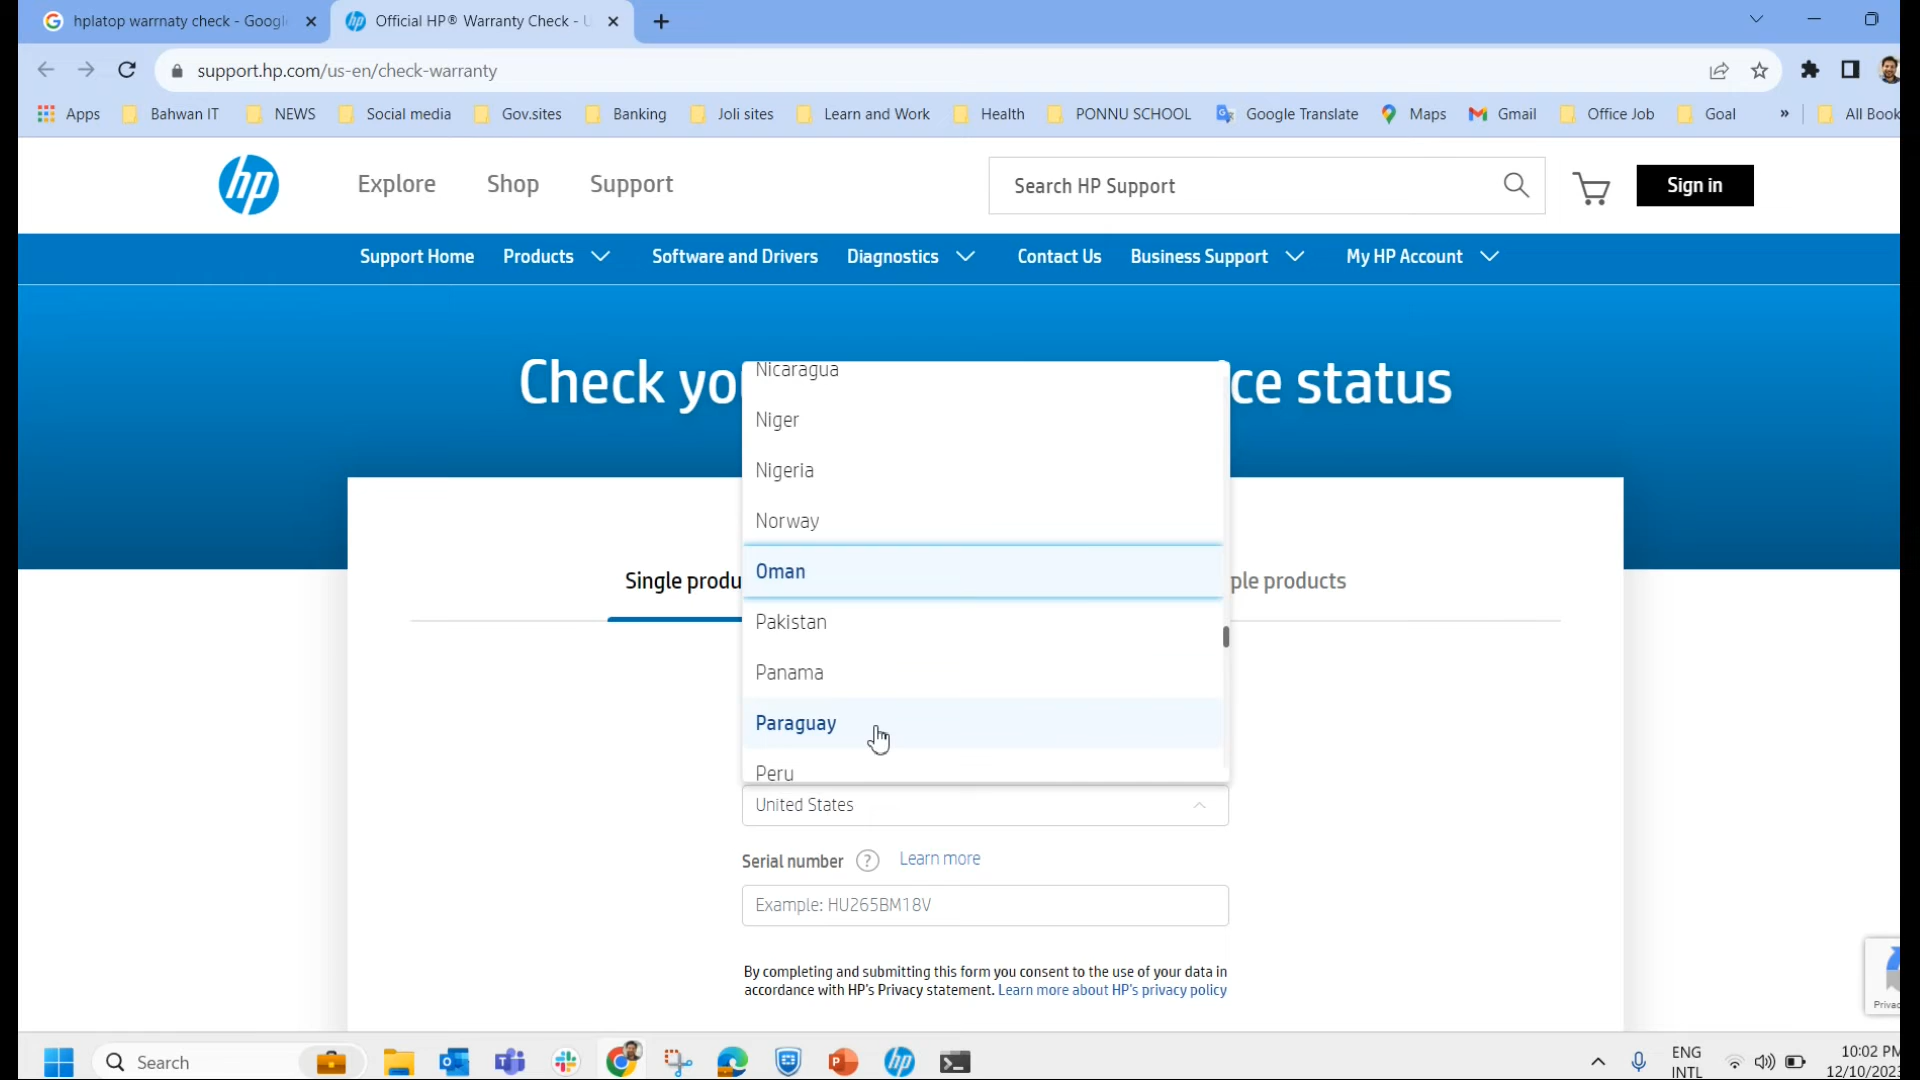 hplatop warrnaty check - Google
Official HP® Warranty Check - U
support.hp.com/us-en/check-warranty
Apps
Bahwan IT
NEWS
Social media
Gov.sites
Banking
Joli sites
Learn and Work
Health
PONNU SCHOOL
Google Translate
Maps
Gmail
Office Job
Goal
»
All Book
hp
Explore
Shop
Support
Search HP Support
Sign in
Support Home
Products
Software and Drivers
Diagnostics
Contact Us
Business Support
My HP Account
Check yo
ce status
Nicaragua
Niger
Nigeria
Norway
Single produ
Oman
ple products
Pakistan
Panama
Paraguay
Peru
United States
Serial number ? Learn more
Example: HU265BM18V
By completing and submitting this form you consent to the use of your data in
accordance with HP's Privacy statement. Learn more about HP's privacy policy
Privac
Search
ENG
INTL
10:02 PM
12/10/2023